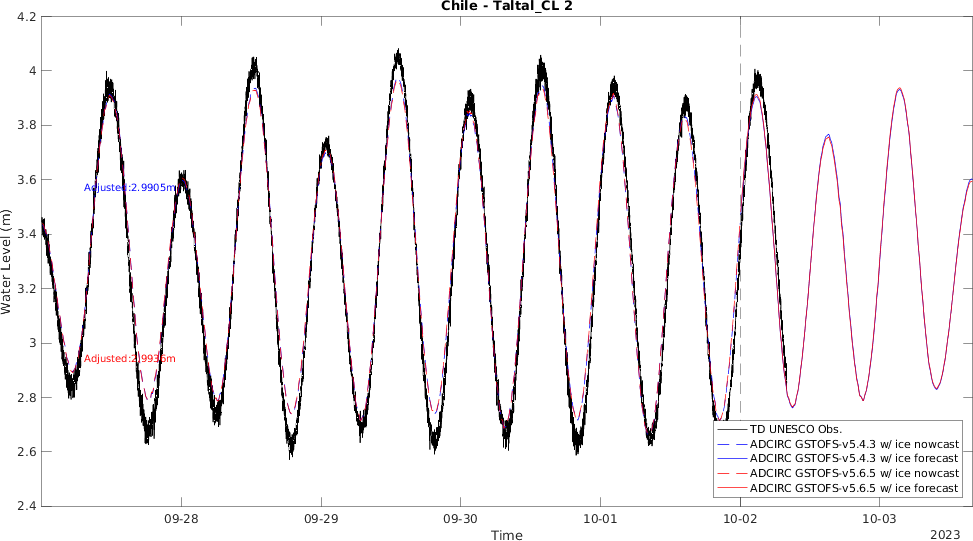 Chile - Taltal_CL 2
4.2
4
3.8
3.6
3.4
3.2
3
2.8
2.6
2.4
Water Level (m)
Adjusted:2.9905m
Adjusted:2.9936m
TD UNESCO Obs.
ADCIRC GSTOFS-v5.4.3 w/ ice nowcast
ADCIRC GSTOFS-v5.4.3 w/ ice forecast
ADCIRC GSTOFS-v5.6.5 w/ ice nowcast
ADCIRC GSTOFS-v5.6.5 w/ ice forecast
09-28 09-29 09-30 10-01 10-02 10-03
Time
2023